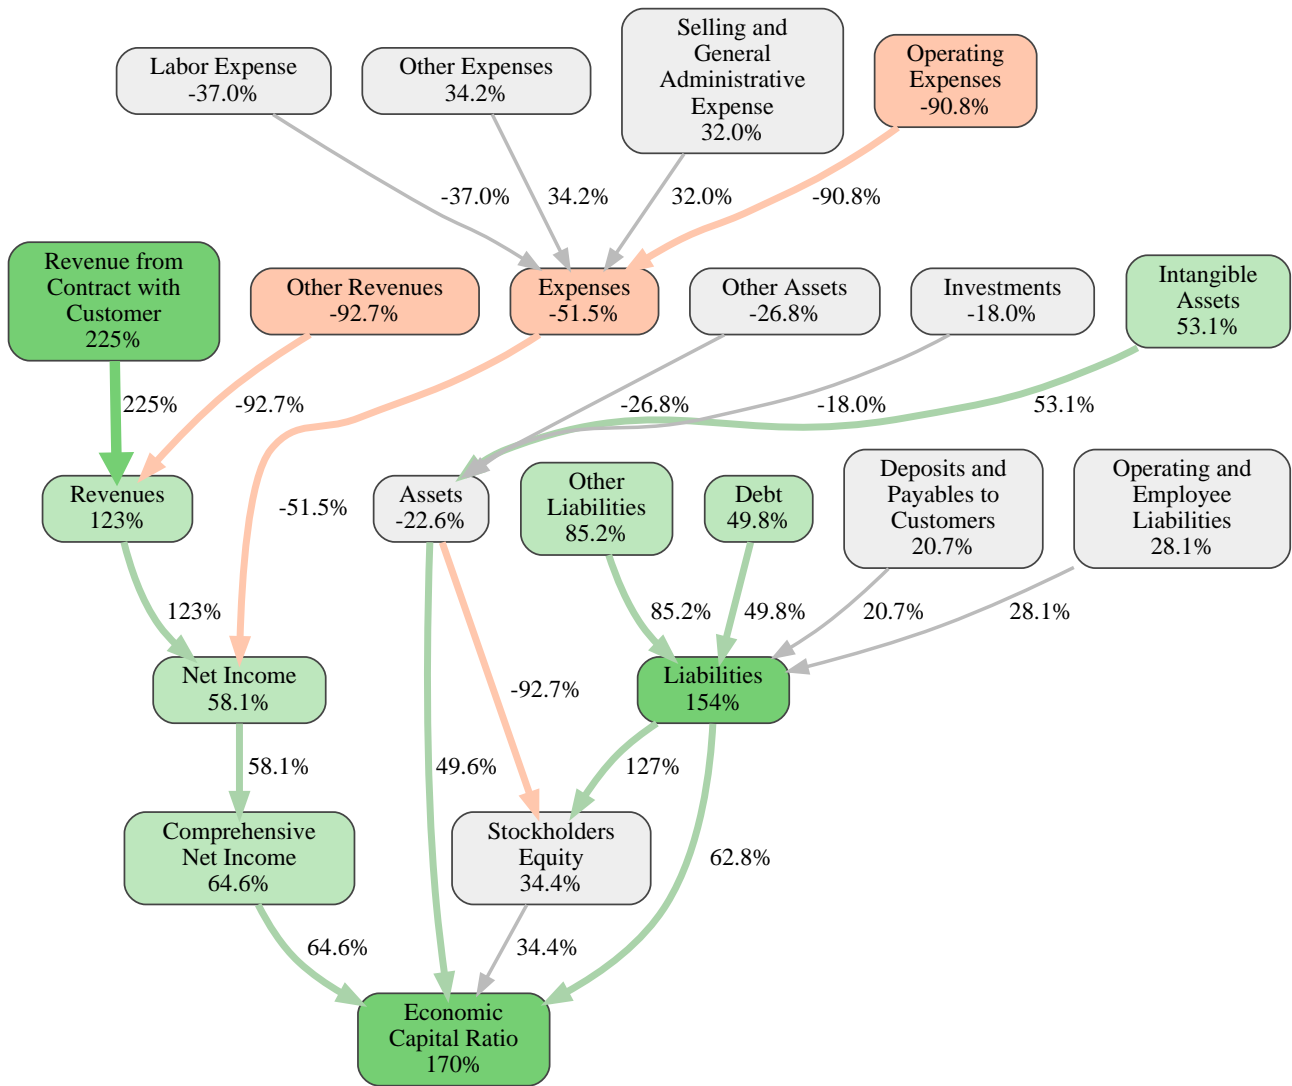 Labor Expense
-37.0%
Other Expenses
34.2%
Selling and
General
Administrative
Expense
32.0%
Operating
Expenses
-90.8%
-37.0%
34.2%
32.0%
-90.8%
Revenue from
Contract with
Customer
225%
Other Revenues
-92.7%
Expenses
-51.5%
Other Assets
-26.8%
Investments
-18.0%
Intangible
Assets
53.1%
225%
-92.7%
-26.8%
-18.0%
53.1%
Revenues
123%
-51.5%
Assets
-22.6%
Other
Liabilities
85.2%
Debt
49.8%
Deposits and
Payables to
Customers
20.7%
Operating and
Employee
Liabilities
28.1%
123%
85.2%
49.8%
20.7%
28.1%
Net Income
58.1%
-92.7%
Liabilities
154%
58.1%
49.6%
127%
Comprehensive
Net Income
64.6%
Stockholders
Equity
34.4%
62.8%
64.6%
34.4%
Economic
Capital Ratio
170%